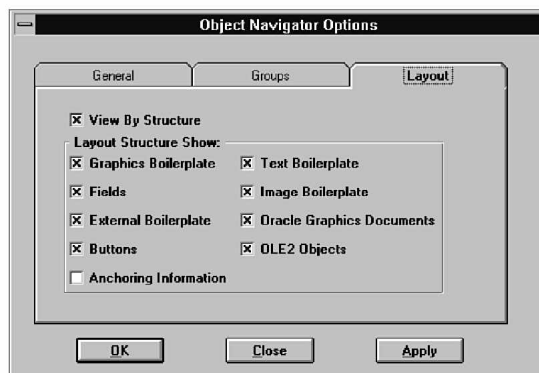 Object Navigator Options
General Groups Layout
View By Structure
Layout Structure Show:
Graphics Boilerplate Text Boilerplate
Fields Image Boilerplate
External Boilerplate Oracle Graphics Documents
Buttons OLE2 Objects
Anchoring Information
OK Close Apply